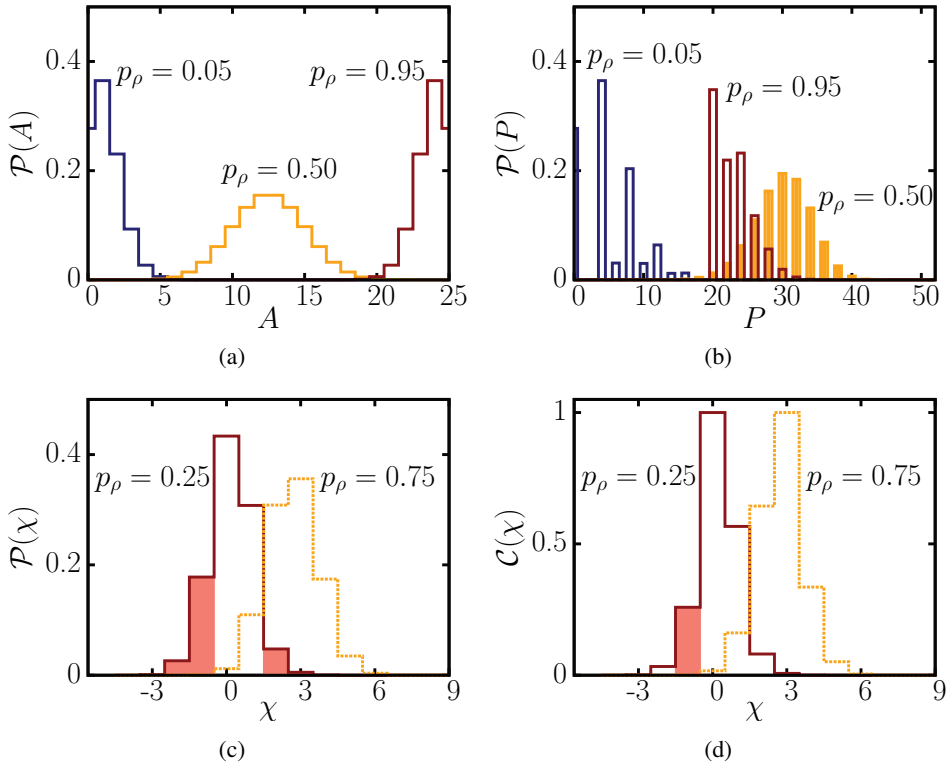 0.4
0.2
0
𝒫(A)
p_ρ = 0.05
p_ρ = 0.95
p_ρ = 0.50
0 5 10 15 20 25
A
(a)
0.4
0.2
0
𝒫(P)
p_ρ = 0.05
p_ρ = 0.95
p_ρ = 0.50
0 10 20 30 40 50
P
(b)
0.4
0.2
0
𝒫(χ)
p_ρ = 0.25
p_ρ = 0.75
-3 0 3 6 9
χ
(c)
1
0.5
0
𝒞(χ)
p_ρ = 0.25
p_ρ = 0.75
-3 0 3 6 9
χ
(d)